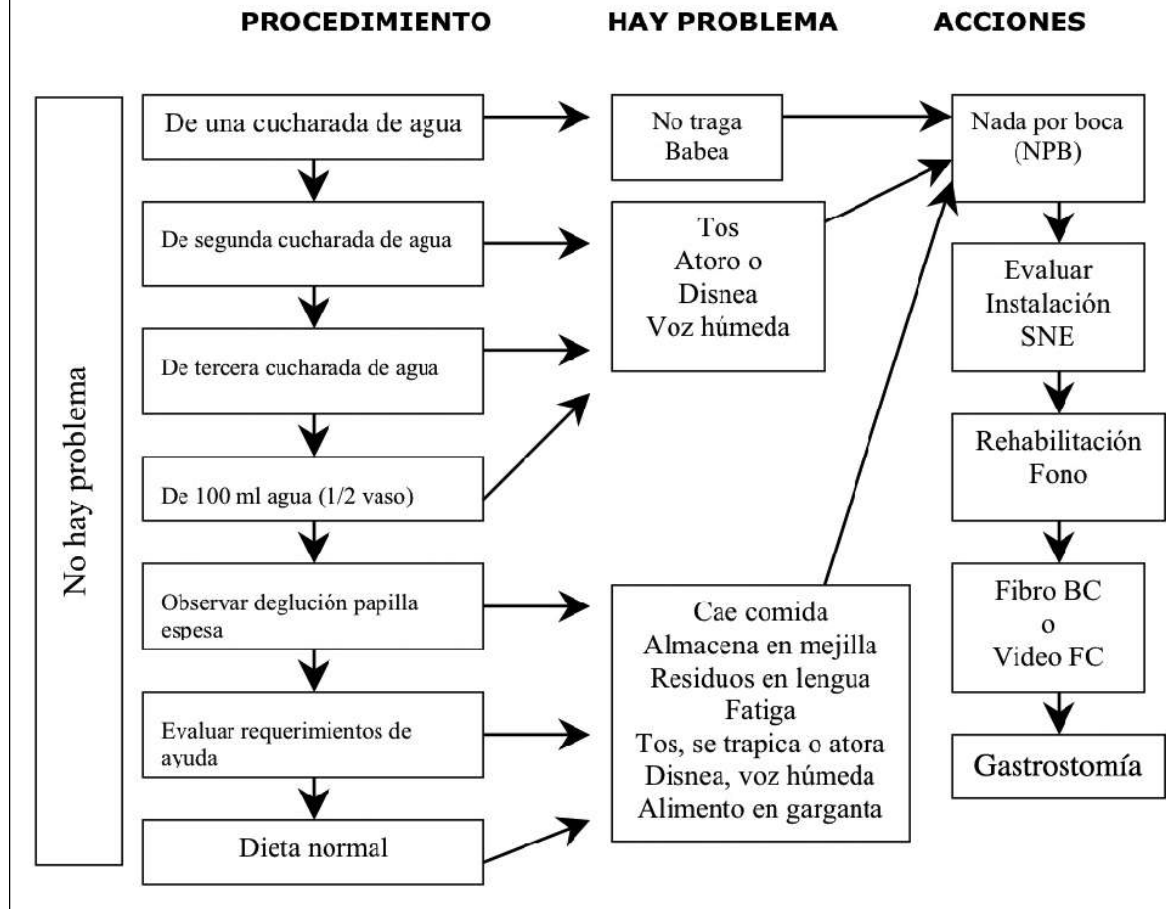 PROCEDIMIENTO
HAY PROBLEMA
ACCIONES
No hay problema
De una cucharada de agua
De segunda cucharada de agua
De tercera cucharada de agua
De 100 ml agua (1/2 vaso)
Observar deglución papilla
espesa
Evaluar requerimientos de
ayuda
Dieta normal
No traga
Babea
Tos
Atoro o
Disnea
Voz húmeda
Cae comida
Almacena en mejilla
Residuos en lengua
Fatiga
Tos, se trapica o atora
Disnea, voz húmeda
Alimento en garganta
Nada por boca
(NPB)
Evaluar
Instalación
SNE
Rehabilitación
Fono
Fibro BC
o
Video FC
Gastrostomía